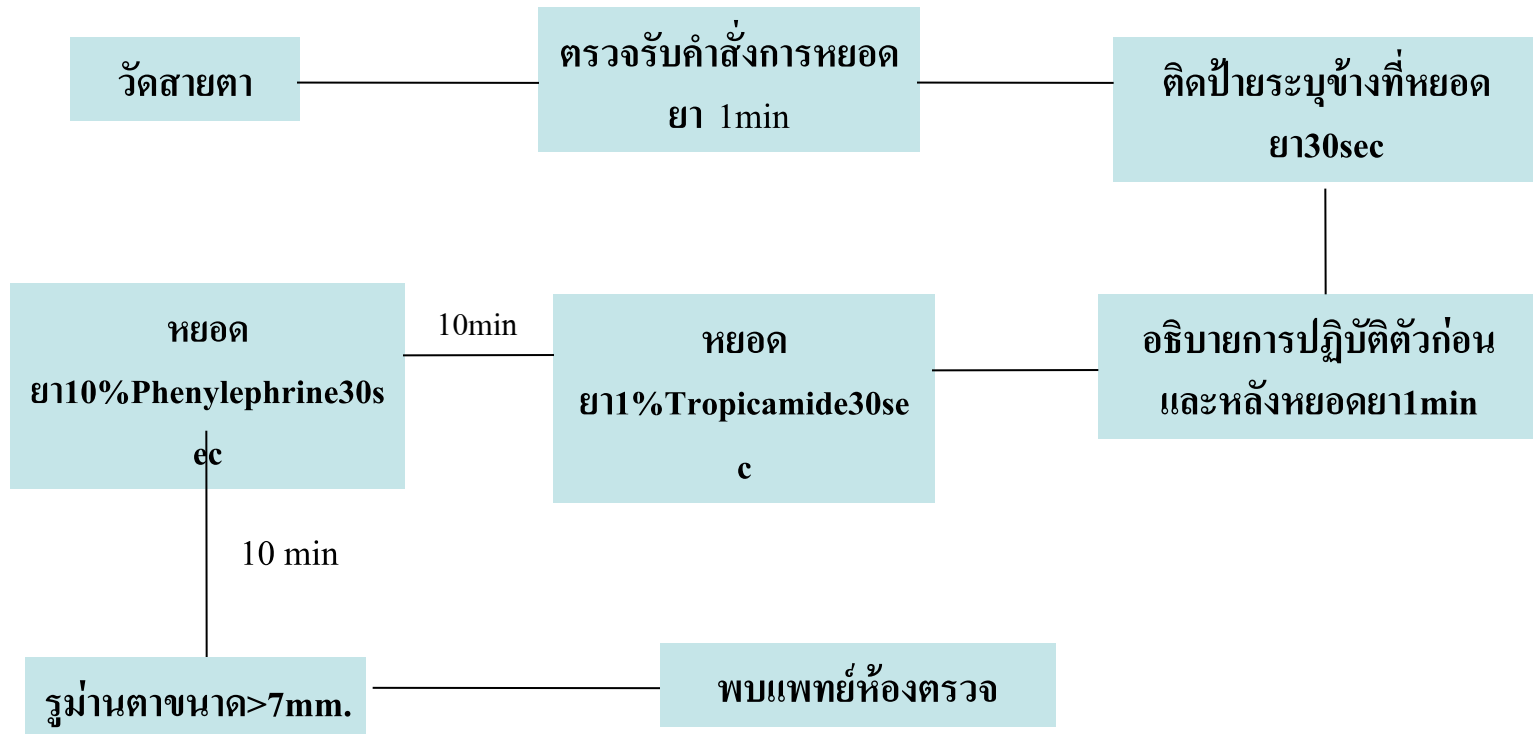 วัดสายตา
ตรวจรับคำสั่งการหยอด
ยา 1min
ติดป้ายระบุข้างที่หยอด
ยา30sec
อธิบายการปฏิบัติตัวก่อน
และหลังหยอดยา1min
หยอด
ยา1%Tropicamide30se
c
10min
หยอด
ยา10%Phenylephrine30s
ec
10 min
รูม่านตาขนาด>7mm.
พบแพทย์ห้องตรวจ